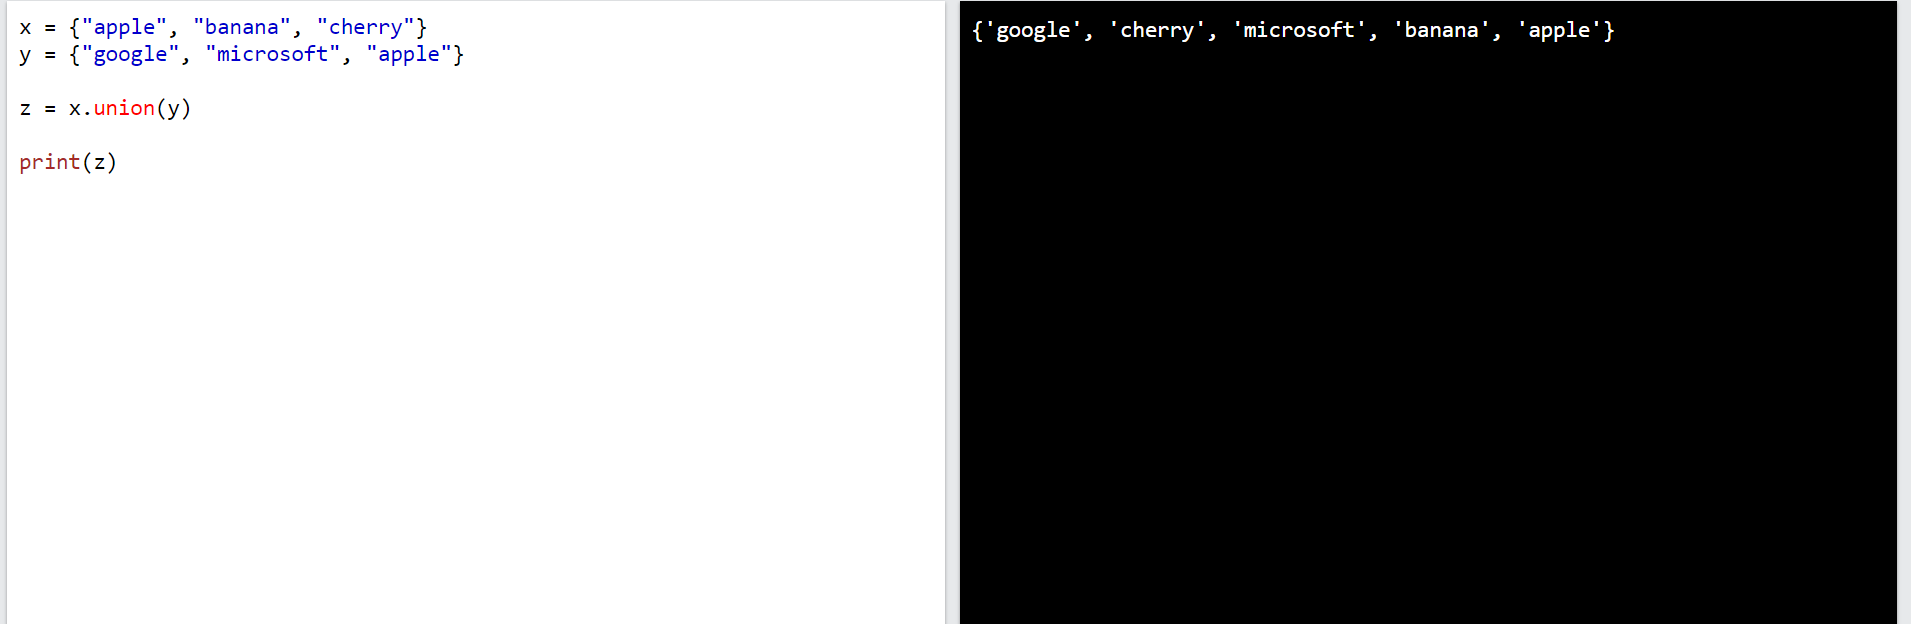 x = {"apple", "banana", "cherry"}
y = {"google", "microsoft", "apple"}
z = x.union(y)
print(z)
{'google', 'cherry', 'microsoft', 'banana', 'apple'}